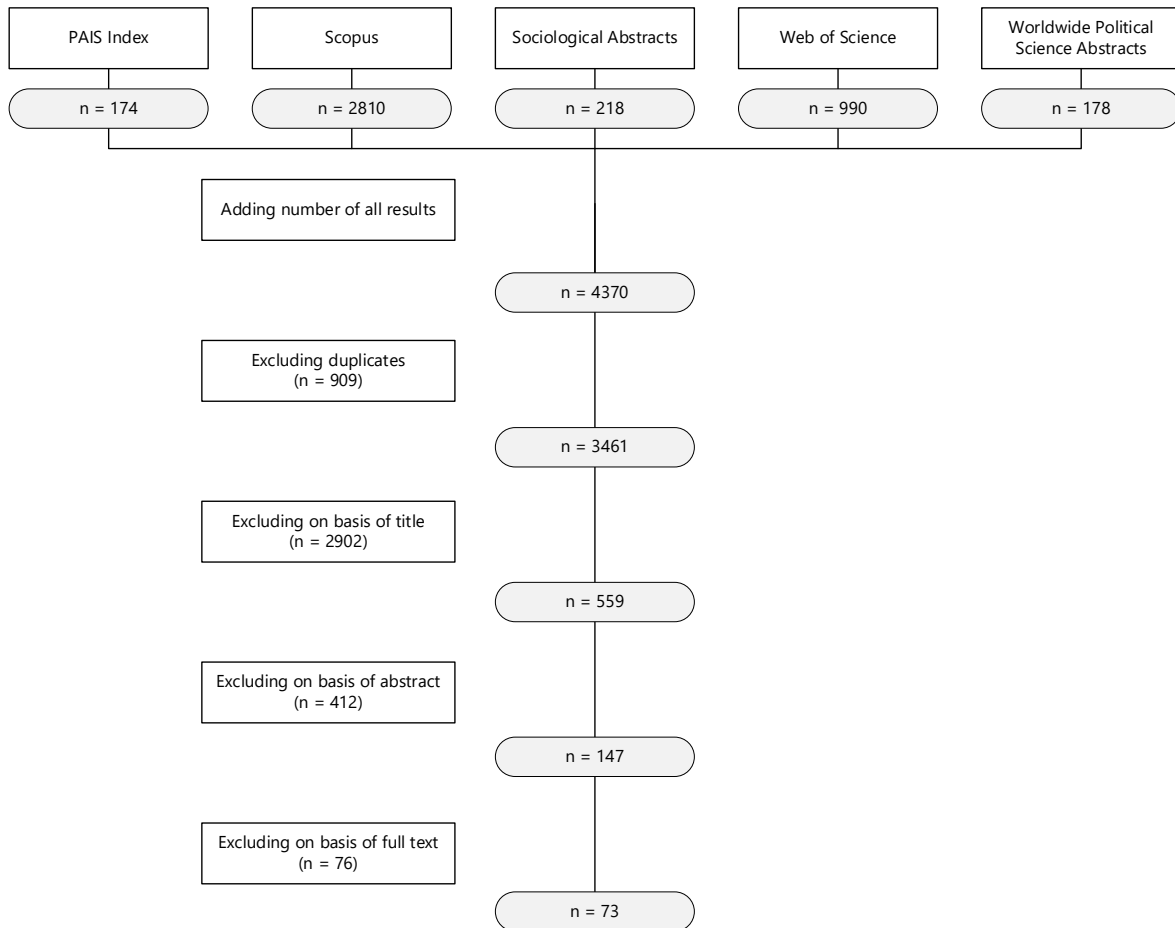 PAIS Index
Scopus
Sociological Abstracts
Web of Science
Worldwide Political
Science Abstracts
n = 174
n = 2810
n = 218
n = 990
n = 178
Adding number of all results
n = 4370
Excluding duplicates
(n = 909)
n = 3461
Excluding on basis of title
(n = 2902)
n = 559
Excluding on basis of abstract
(n = 412)
n = 147
Excluding on basis of full text
(n = 76)
n = 73